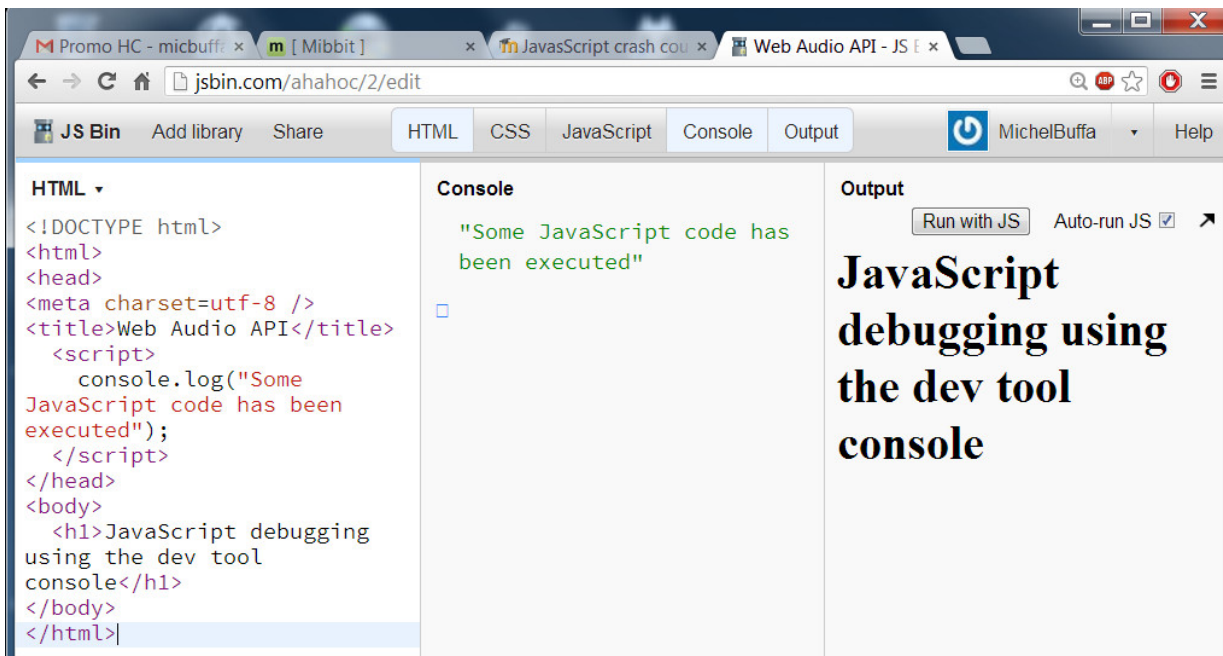 Promo HC - micbuffa
m [ Mibbit ]
JavasScript crash cou
Web Audio API - JS B
jsbin.com/ahahoc/2/edit
ABP
JS Bin Add library Share HTML CSS JavaScript Console Output MichelBuffa Help
HTML
<!DOCTYPE html>
<html>
<head>
<meta charset=utf-8 />
<title>Web Audio API</title>
<script>
console.log("Some
JavaScript code has been
executed");
</script>
</head>
<body>
<h1>JavaScript debugging
using the dev tool
console</h1>
</body>
</html>
Console
"Some JavaScript code has
been executed"
Output
Run with JS Auto-run JS
JavaScript
debugging using
the dev tool
console